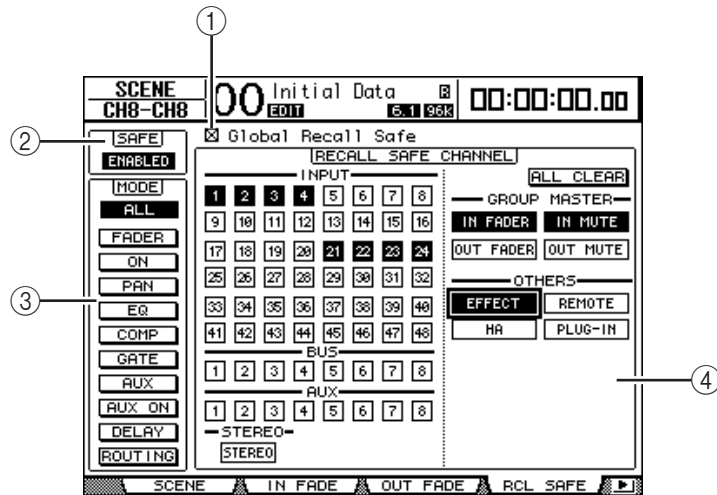 ①
SCENE
CH8-CH8
00 Initial Data
EDIT 6.1 96k
00:00:00.00
②
SAFE
ENABLED
Global Recall Safe
RECALL SAFE CHANNEL
③
MODE
ALL
FADER
ON
PAN
EQ
COMP
GATE
AUX
AUX ON
DELAY
ROUTING
INPUT
1 2 3 4 5 6 7 8
9 10 11 12 13 14 15 16
17 18 19 20 21 22 23 24
25 26 27 28 29 30 31 32
33 34 35 36 37 38 39 40
41 42 43 44 45 46 47 48
BUS
1 2 3 4 5 6 7 8
AUX
1 2 3 4 5 6 7 8
STEREO
STEREO
ALL CLEAR
GROUP MASTER
IN FADER IN MUTE
OUT FADER OUT MUTE
OTHERS
EFFECT REMOTE
HA PLUG-IN
④
SCENE IN FADE OUT FADE RCL SAFE